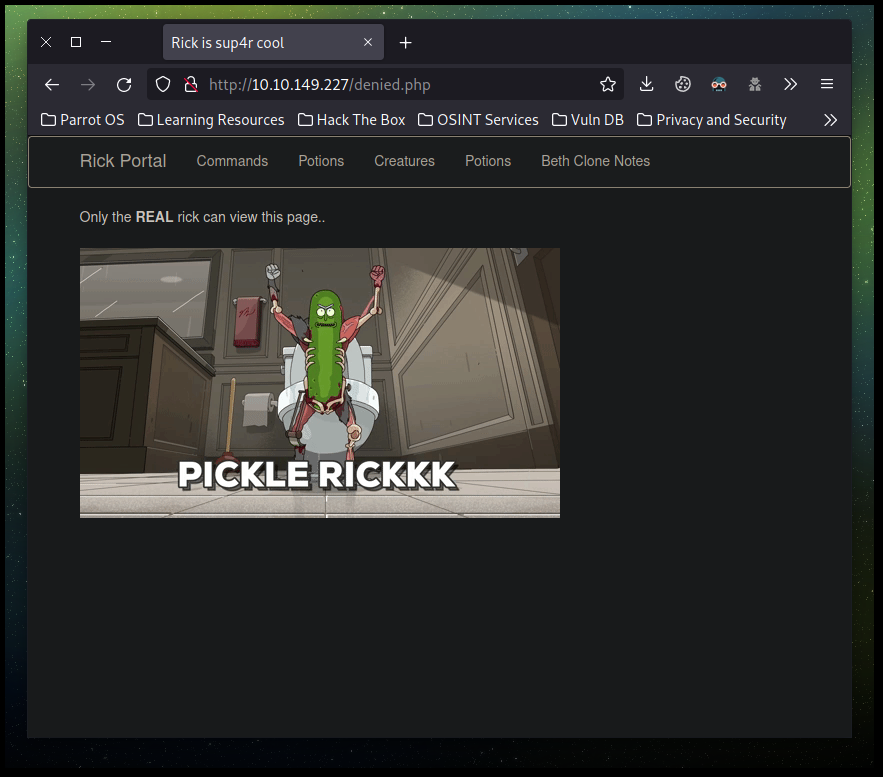 Rick is sup4r cool
http://10.10.149.227/denied.php
Parrot OS Learning Resources Hack The Box OSINT Services Vuln DB Privacy and Security
Rick Portal Commands Potions Creatures Potions Beth Clone Notes
Only the REAL rick can view this page..
PICKLE RICKKK